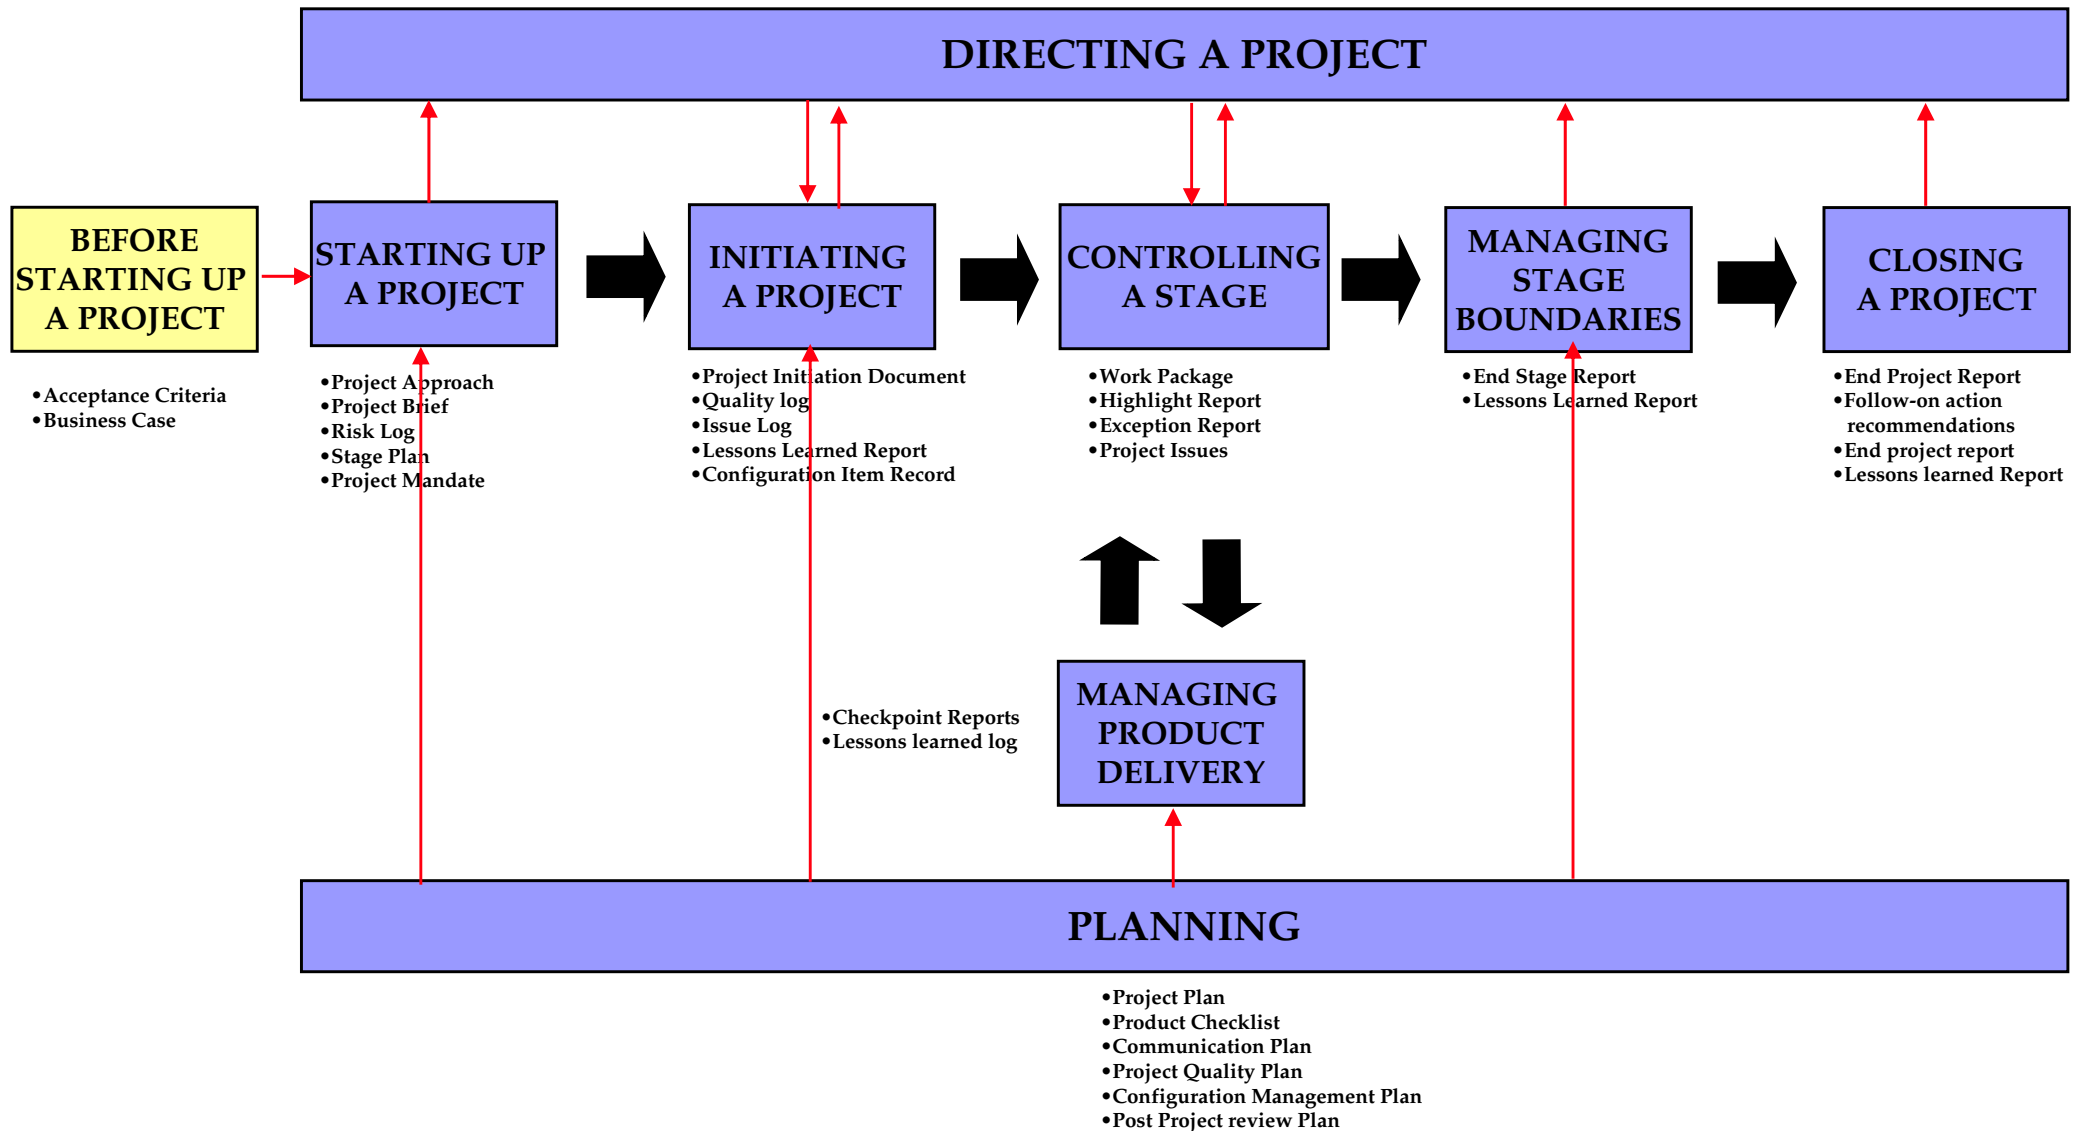 DIRECTING A PROJECT
BEFORE
STARTING UP
A PROJECT
•Acceptance Criteria
•Business Case
STARTING UP
A PROJECT
•Project Approach
•Project Brief
•Risk Log
•Stage Plan
•Project Mandate
INITIATING
A PROJECT
•Project Initiation Document
•Quality log
•Issue Log
•Lessons Learned Report
•Configuration Item Record
CONTROLLING
A STAGE
•Work Package
•Highlight Report
•Exception Report
•Project Issues
MANAGING
STAGE
BOUNDARIES
•End Stage Report
•Lessons Learned Report
CLOSING
A PROJECT
•End Project Report
•Follow-on action
recommendations
•End project report
•Lessons learned Report
•Checkpoint Reports
•Lessons learned log
MANAGING
PRODUCT
DELIVERY
PLANNING
•Project Plan
•Product Checklist
•Communication Plan
•Project Quality Plan
•Configuration Management Plan
•Post Project review Plan